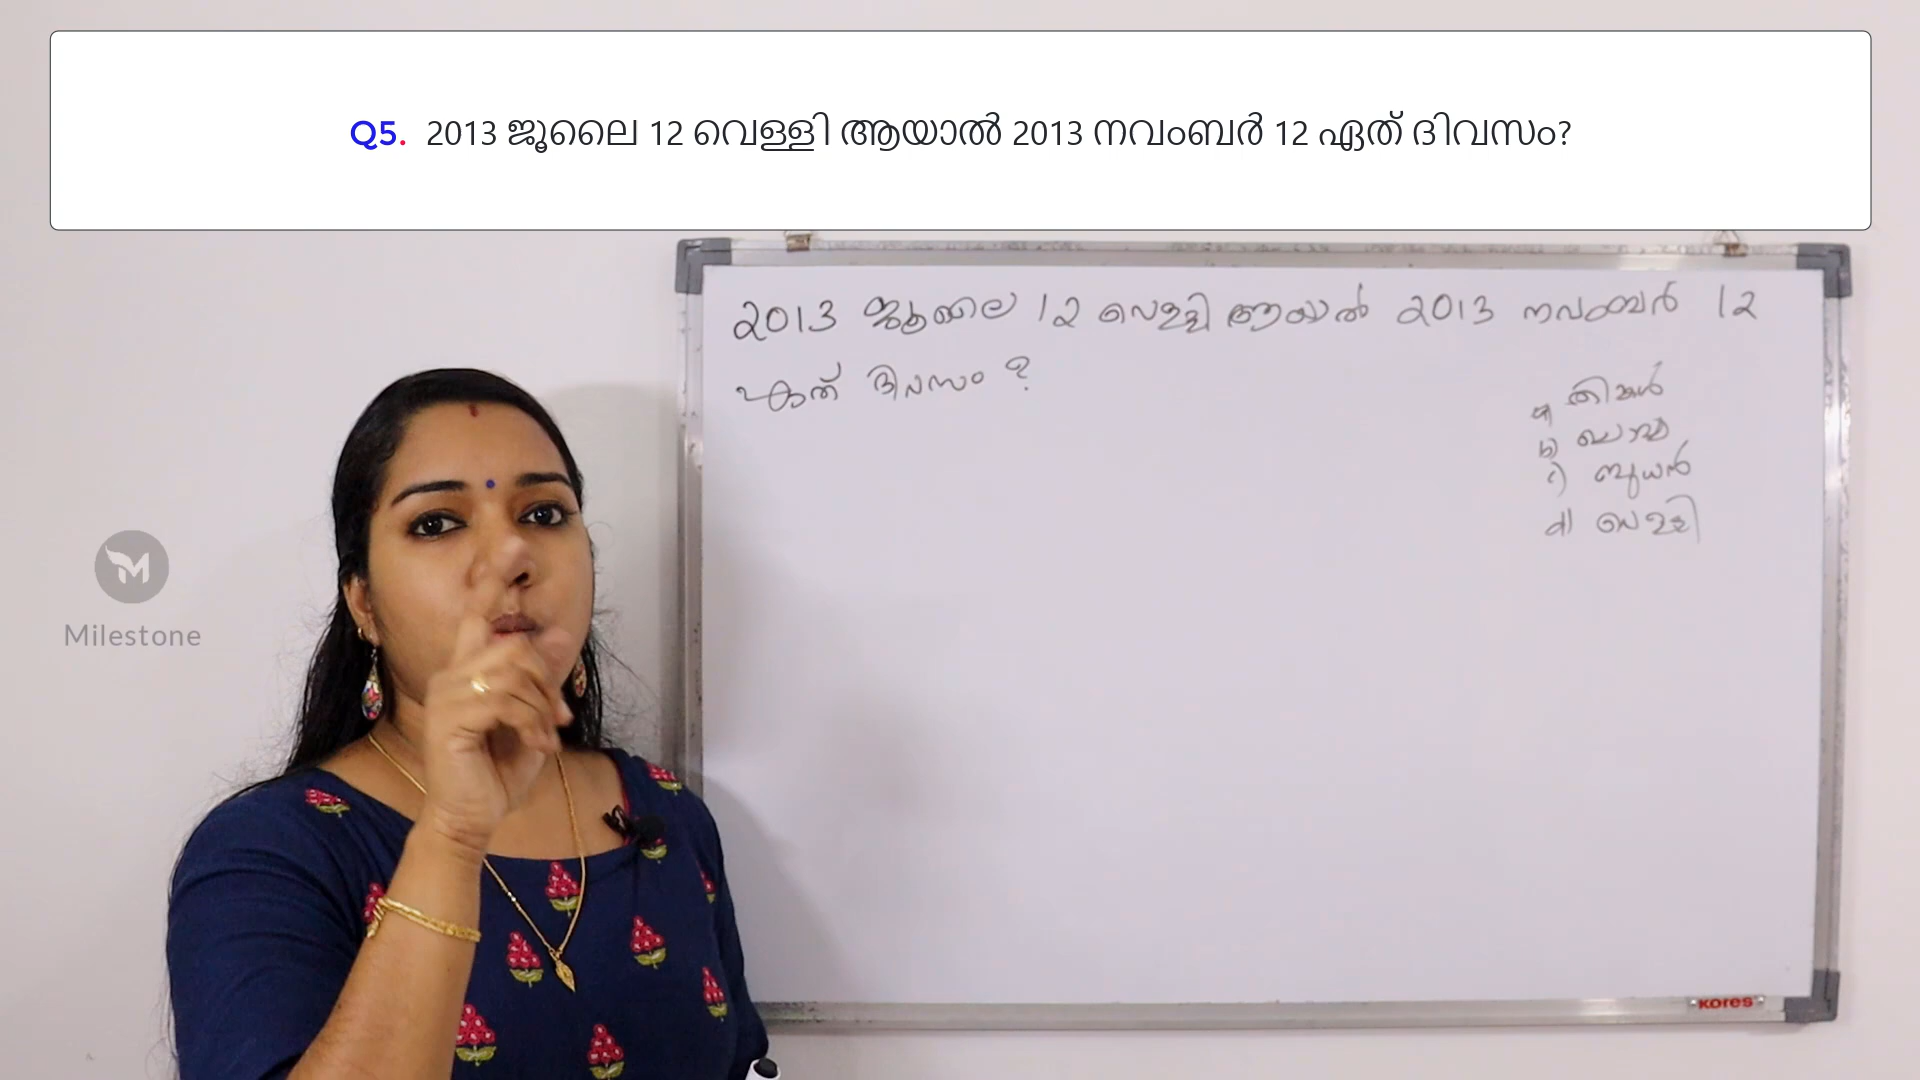 Q5. 2013 ജൂലൈ 12 വെള്ളി ആയാൽ 2013 നവംബർ 12 ഏത് ദിവസം?
2013 ജൂലൈ 12 വെള്ളി ആയാൽ 2013 നവംബർ 12
ഏത് ദിവസം ?
a) തിങ്കൾ
b) ചൊവ്വ
c) ബുധൻ
d) വെള്ളി
Milestone
KORES